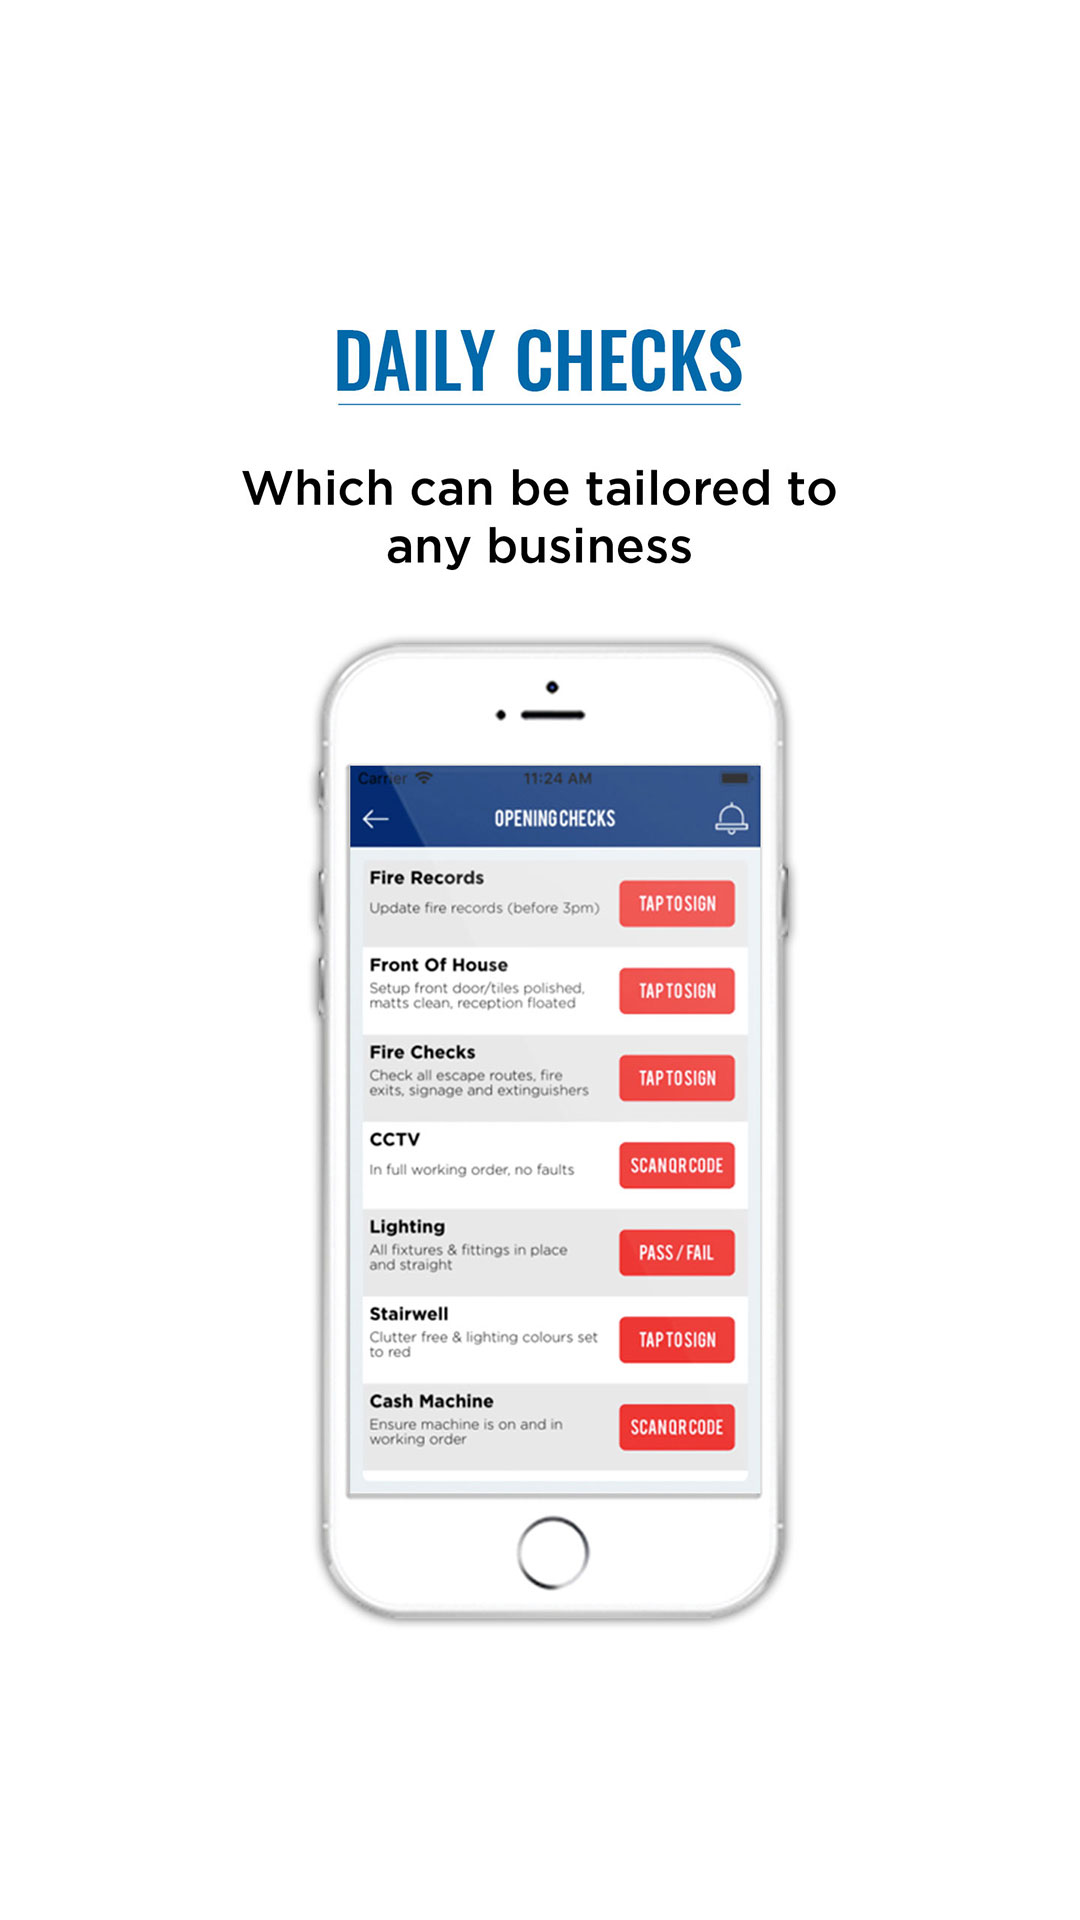 DAILY CHECKS
Which can be tailored to
any business
Carrier
11:24 AM
OPENING CHECKS
Fire Records
Update fire records (before 3pm)
TAP TO SIGN
Front Of House
Setup front door/tiles polished,
matts clean, reception floated
TAP TO SIGN
Fire Checks
Check all escape routes, fire
exits, signage and extinguishers
TAP TO SIGN
CCTV
In full working order, no faults
SCAN QR CODE
Lighting
All fixtures & fittings in place
and straight
PASS / FAIL
Stairwell
Clutter free & lighting colours set
to red
TAP TO SIGN
Cash Machine
Ensure machine is on and in
working order
SCAN QR CODE